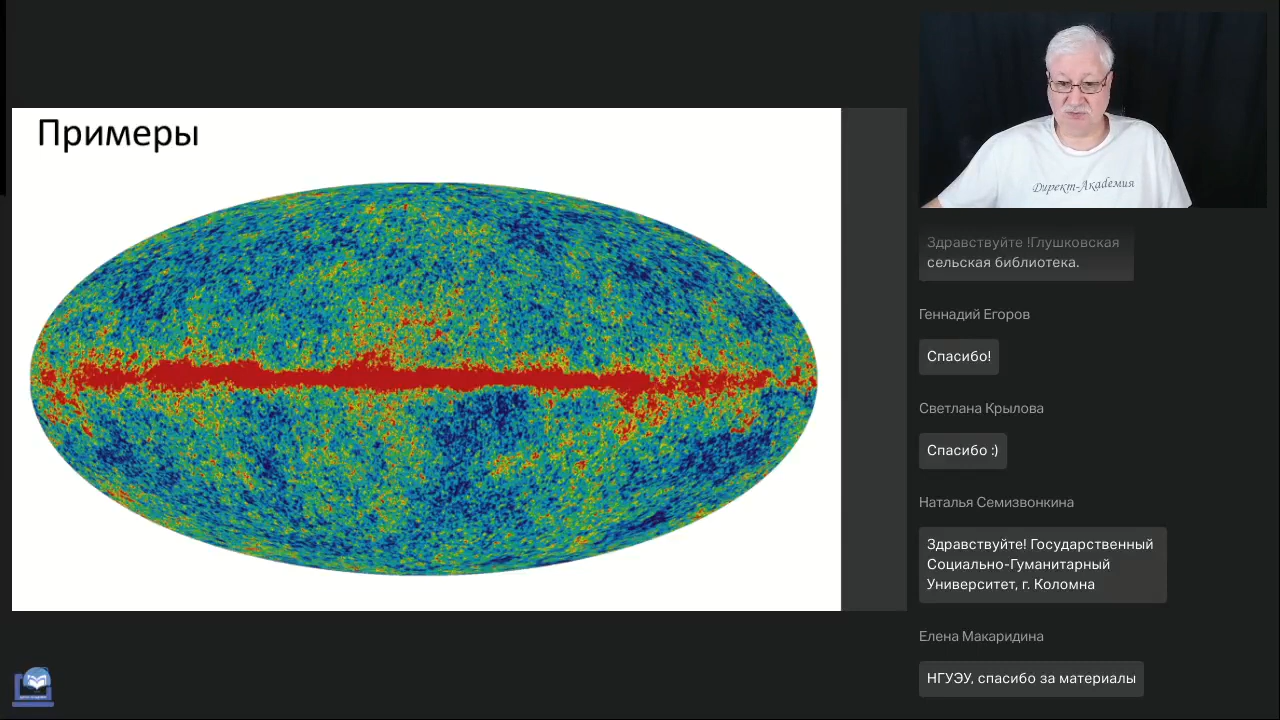 Примеры
Директ-Академия
Здравствуйте !Глушковская
сельская библиотека.
Геннадий Егоров
Спасибо!
Светлана Крылова
Спасибо :)
Наталья Семизвонкина
Здравствуйте! Государственный
Социально-Гуманитарный
Университет, г. Коломна
Елена Макаридина
НГУЭУ, спасибо за материалы